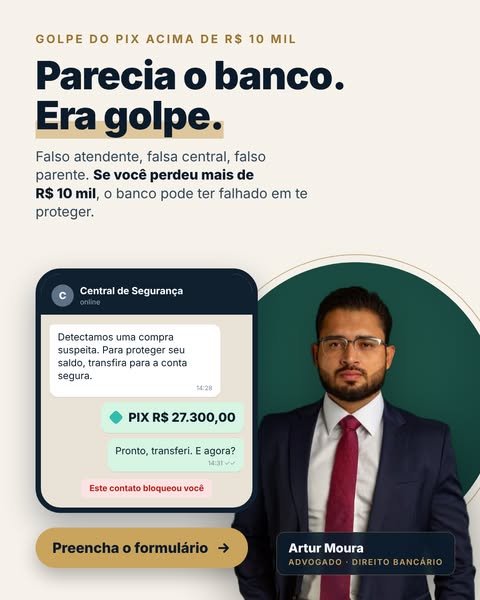 GOLPE DO PIX ACIMA DE R$ 10 MIL
Parecia o banco.
Era golpe.
Falso atendente, falsa central, falso
parente. Se você perdeu mais de
R$ 10 mil, o banco pode ter falhado em te
proteger.
C
Central de Segurança
online
Detectamos uma compra
suspeita. Para proteger seu
saldo, transfira para a conta
segura.
14:28
PIX R$ 27.300,00
Pronto, transferi. E agora?
14:31 ✓✓
Este contato bloqueou você
Preencha o formulário →
Artur Moura
ADVOGADO · DIREITO BANCÁRIO